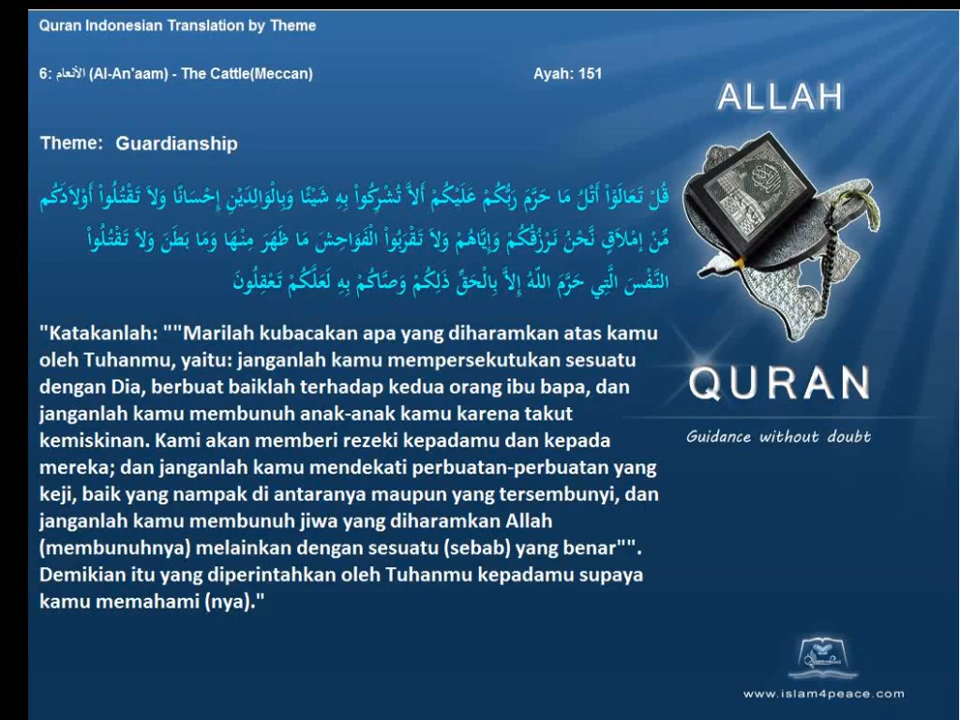 Quran Indonesian Translation by Theme
6: الأنعام (Al-An'aam) - The Cattle(Meccan) Ayah: 151
Theme: Guardianship
قُلْ تَعَالَوْاْ أَتْلُ مَا حَرَّمَ رَبُّكُمْ عَلَيْكُمْ أَلاَّ تُشْرِكُواْ بِهِ شَيْئًا وَبِالْوَالِدَيْنِ إِحْسَانًا وَلاَ تَقْتُلُواْ أَوْلاَدَكُم
مِّنْ إمْلاَقٍ نَّحْنُ نَرْزُقُكُمْ وَإِيَّاهُمْ وَلاَ تَقْرَبُواْ الْفَوَاحِشَ مَا ظَهَرَ مِنْهَا وَمَا بَطَنَ وَلاَ تَقْتُلُواْ
النَّفْسَ الَّتِي حَرَّمَ اللّهُ إِلاَّ بِالْحَقِّ ذَلِكُمْ وَصَّاكُمْ بِهِ لَعَلَّكُمْ تَعْقِلُونَ
"Katakanlah: ""Marilah kubacakan apa yang diharamkan atas kamu
oleh Tuhanmu, yaitu: janganlah kamu mempersekutukan sesuatu
dengan Dia, berbuat baiklah terhadap kedua orang ibu bapa, dan
janganlah kamu membunuh anak-anak kamu karena takut
kemiskinan. Kami akan memberi rezeki kepadamu dan kepada
mereka; dan janganlah kamu mendekati perbuatan-perbuatan yang
keji, baik yang nampak di antaranya maupun yang tersembunyi, dan
janganlah kamu membunuh jiwa yang diharamkan Allah
(membunuhnya) melainkan dengan sesuatu (sebab) yang benar"".
Demikian itu yang diperintahkan oleh Tuhanmu kepadamu supaya
kamu memahami (nya)."
ALLAH
QURAN
Guidance without doubt
www.islam4peace.com